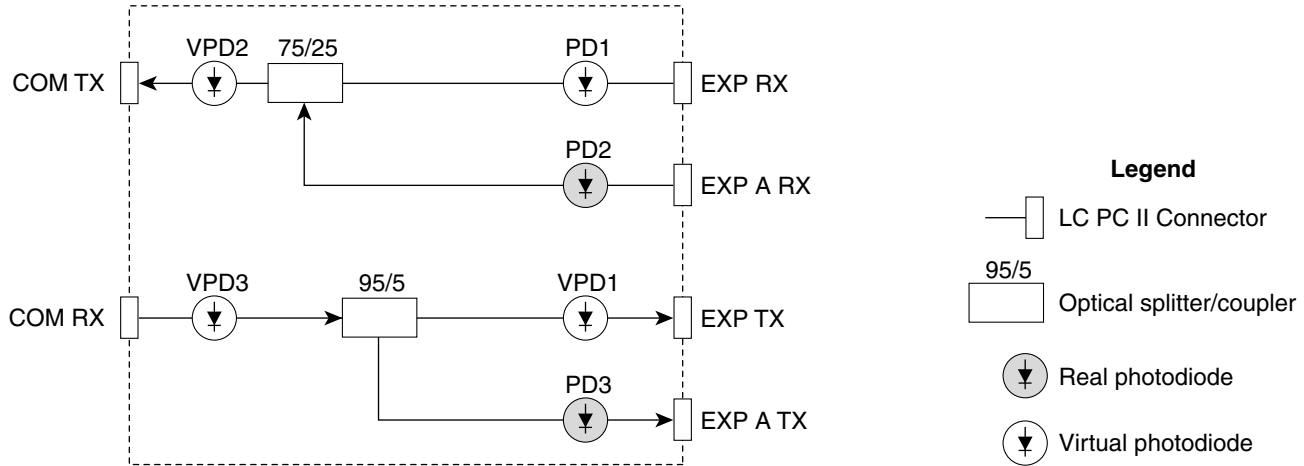 VPD2
75/25
PD1
COM TX
EXP RX
PD2
EXP A RX
VPD3
95/5
VPD1
COM RX
EXP TX
PD3
EXP A TX
Legend
LC PC II Connector
95/5
Optical splitter/coupler
Real photodiode
Virtual photodiode